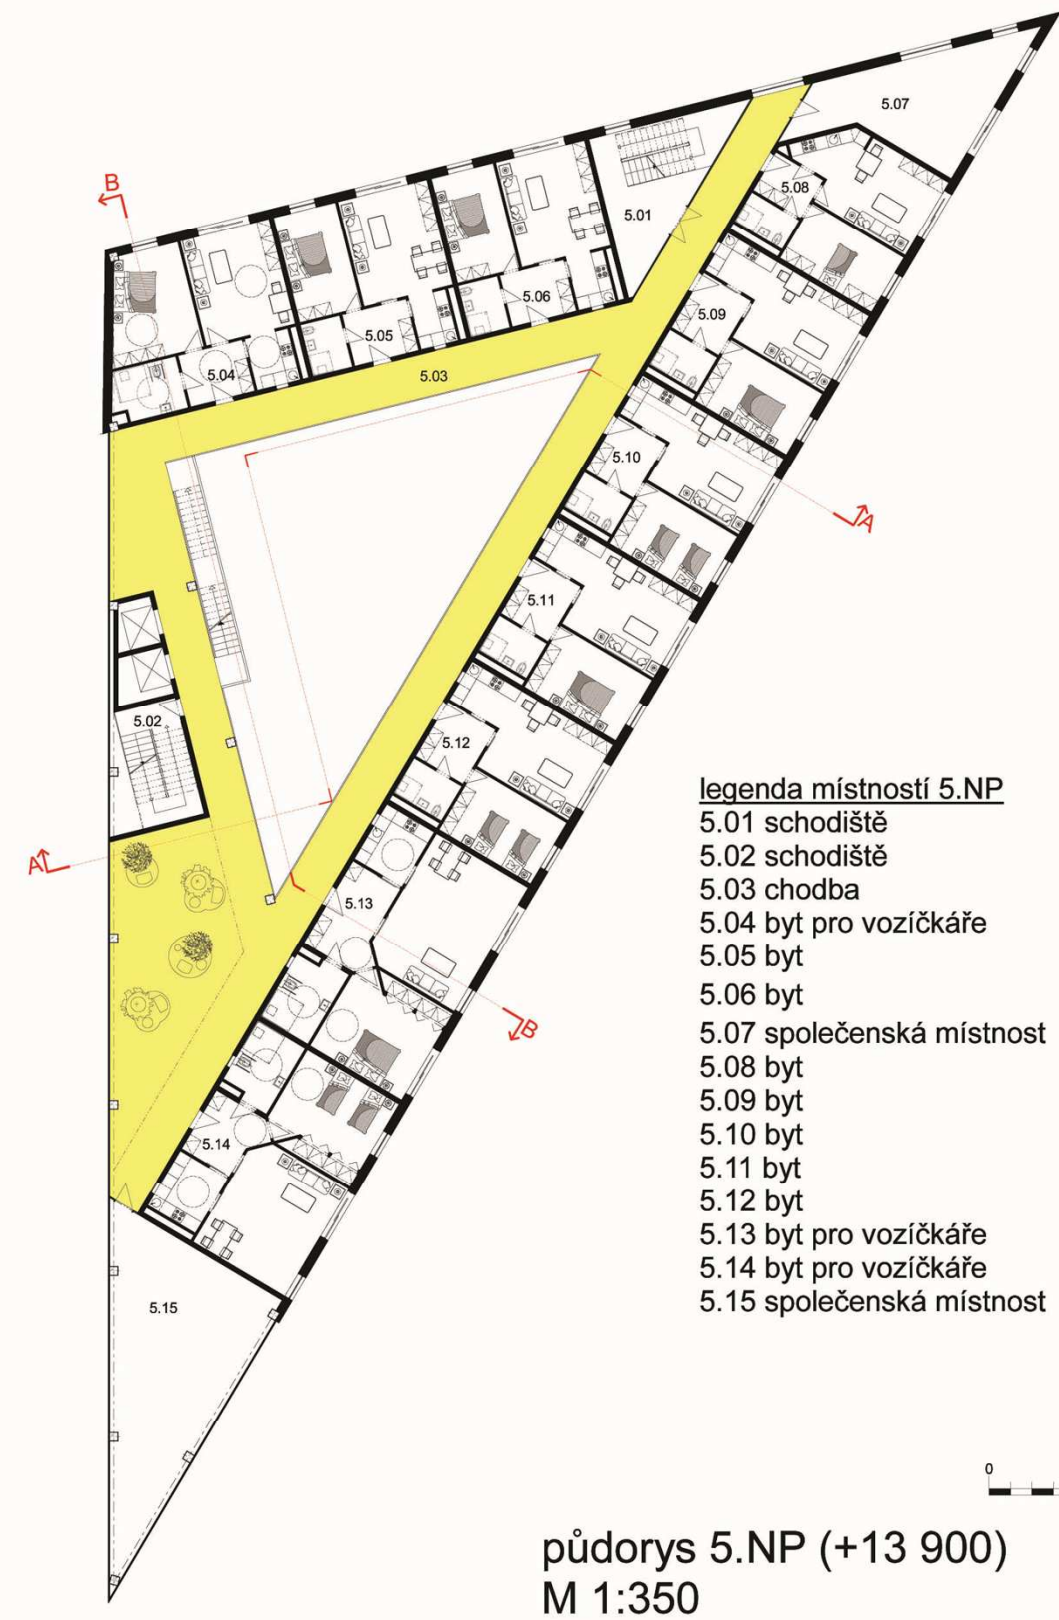 B
5.07
5.08
5.01
5.06
5.09
5.05
5.04
5.03
5.10
A
5.11
5.02
5.12
A
5.13
B
5.14
5.15
legenda místností 5.NP
5.01 schodiště
5.02 schodiště
5.03 chodba
5.04 byt pro vozíčkáře
5.05 byt
5.06 byt
5.07 společenská místnost
5.08 byt
5.09 byt
5.10 byt
5.11 byt
5.12 byt
5.13 byt pro vozíčkáře
5.14 byt pro vozíčkáře
5.15 společenská místnost
0
půdorys 5.NP (+13 900)
M 1:350